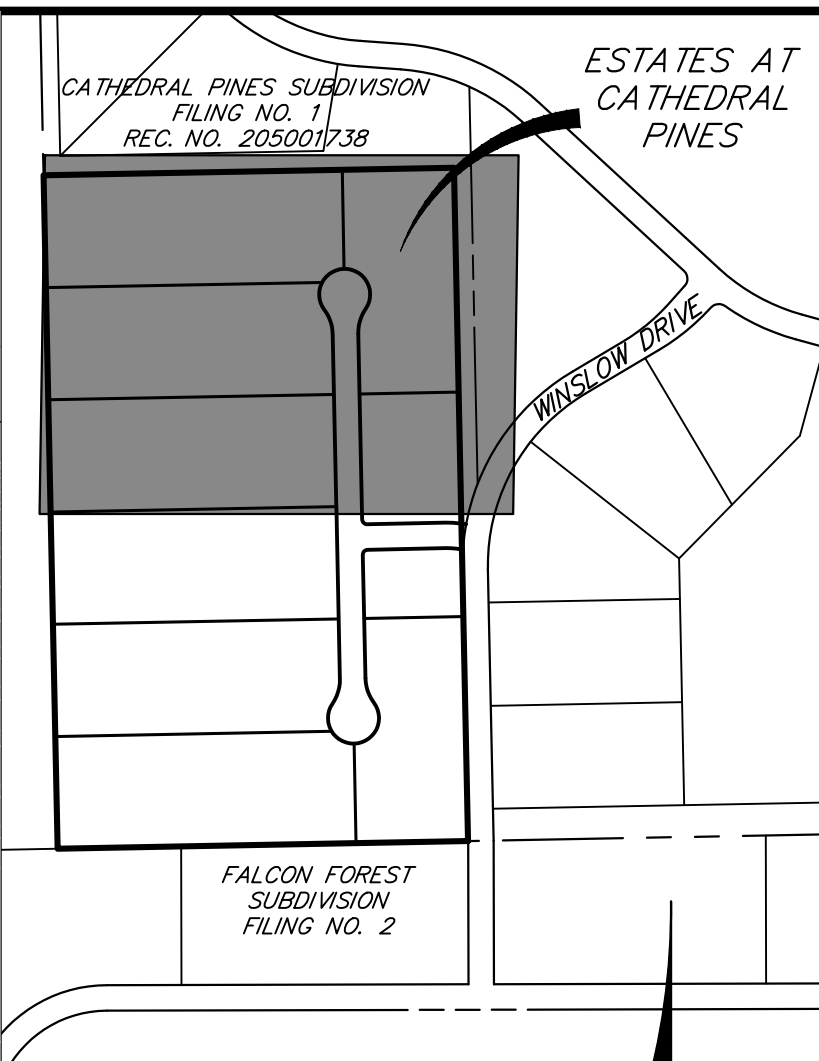 ESTATES AT
CATHEDRAL
PINES
CATHEDRAL PINES SUBDIVISION
FILING NO. 1
REC. NO. 205001738
WINSLOW DRIVE
FALCON FOREST
SUBDIVISION
FILING NO. 2